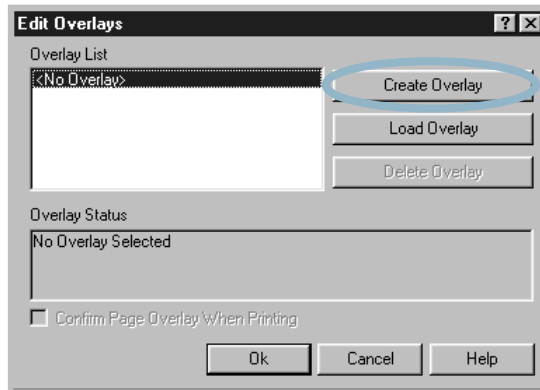 Edit Overlays
Overlay List
<No Overlay>
Create Overlay
Load Overlay
Delete Overlay
Overlay Status
No Overlay Selected
Confirm Page Overlay When Printing
Ok Cancel Help